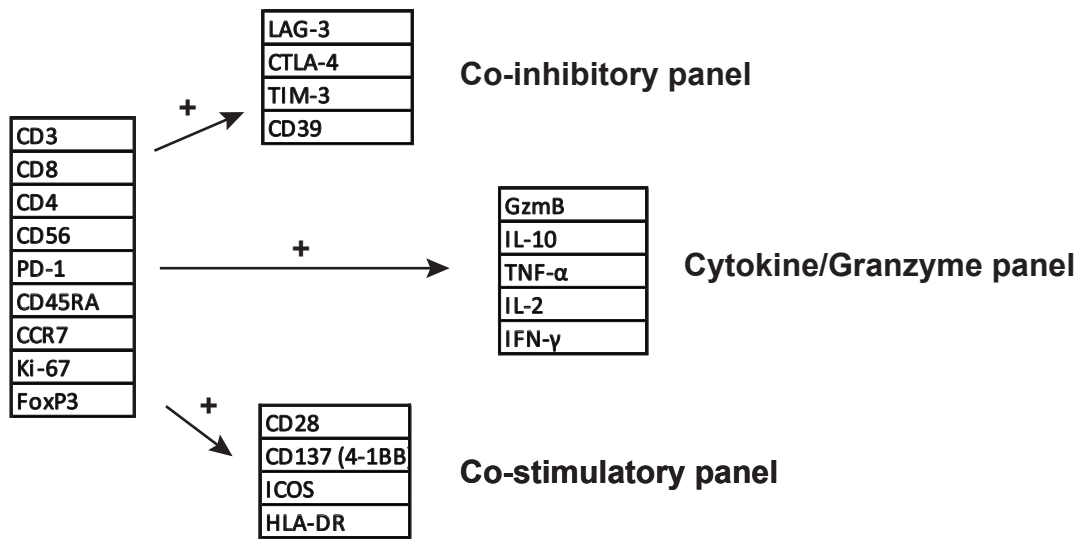 LAG-3
CTLA-4
TIM-3
CD39
Co-inhibitory panel
+
CD3
CD8
CD4
CD56
PD-1
CD45RA
CCR7
Ki-67
FoxP3
+
GzmB
IL-10
TNF-α
IL-2
IFN-γ
Cytokine/Granzyme panel
+
CD28
CD137 (4-1BB)
ICOS
HLA-DR
Co-stimulatory panel